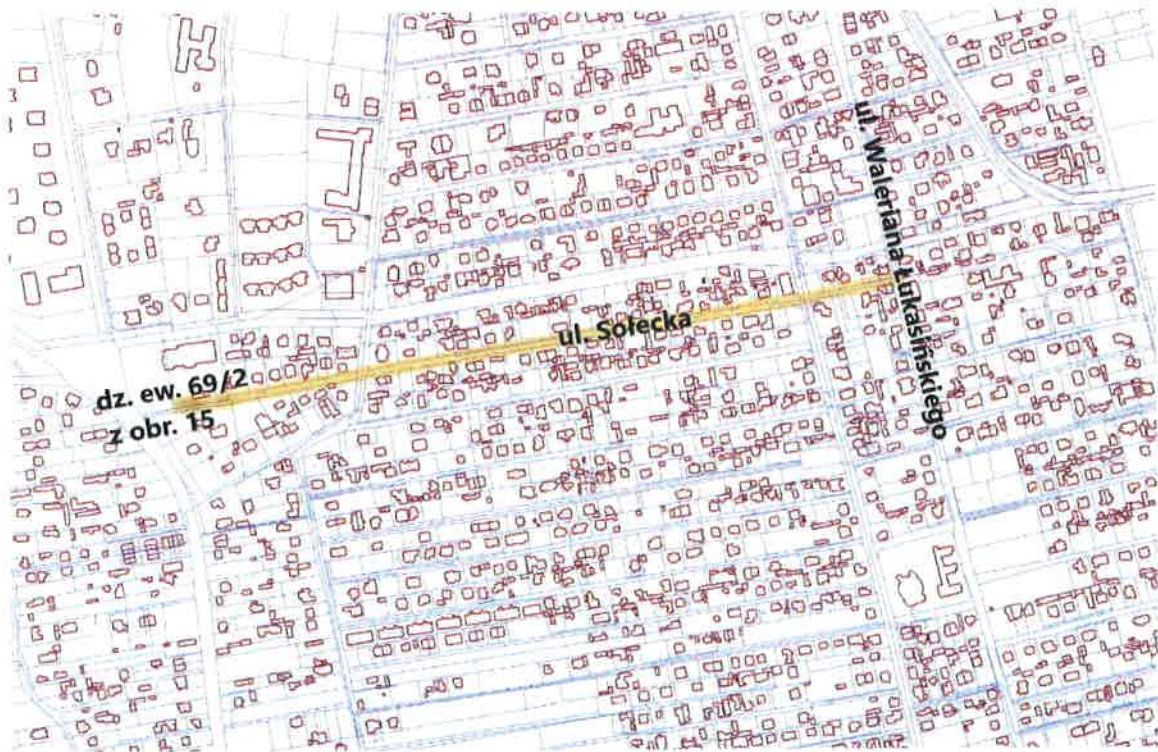 ul. Waleriana Łukasińskiego
ul. Sołecka
dz. ew. 69/2
z obr. 15